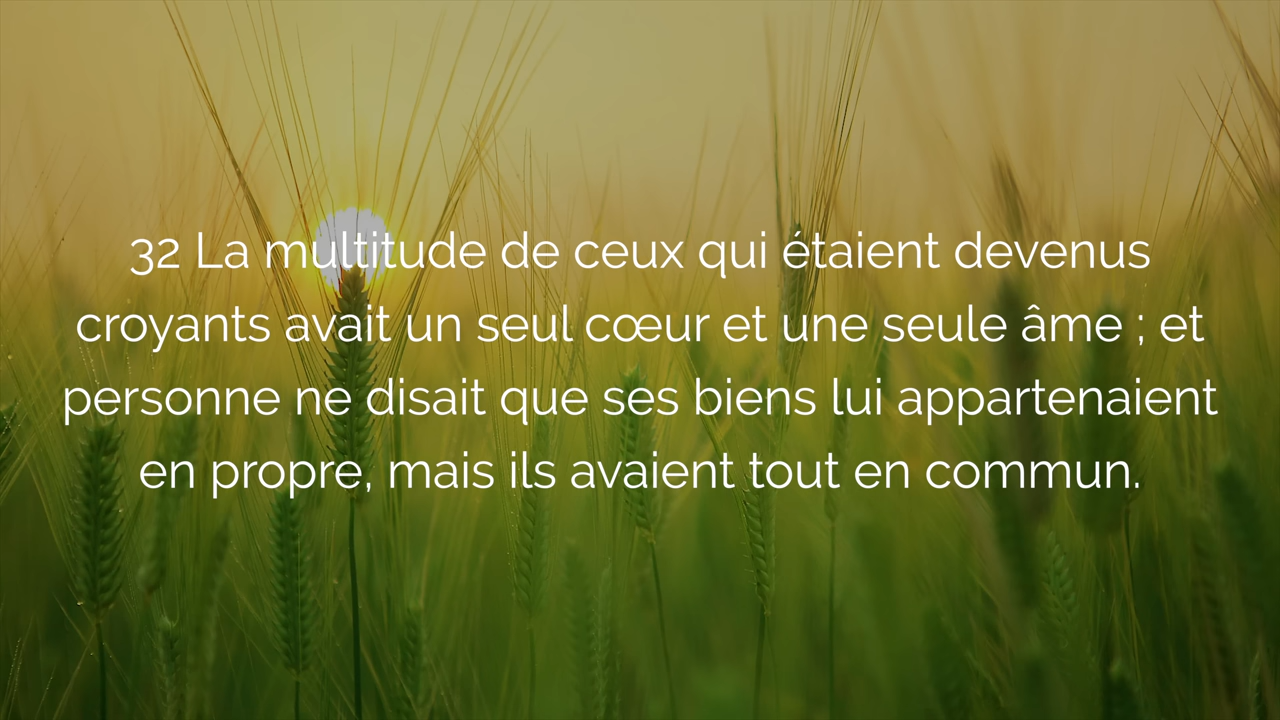 32 La multitude de ceux qui étaient devenus
croyants avait un seul cœur et une seule âme ; et
personne ne disait que ses biens lui appartenaient
en propre, mais ils avaient tout en commun.